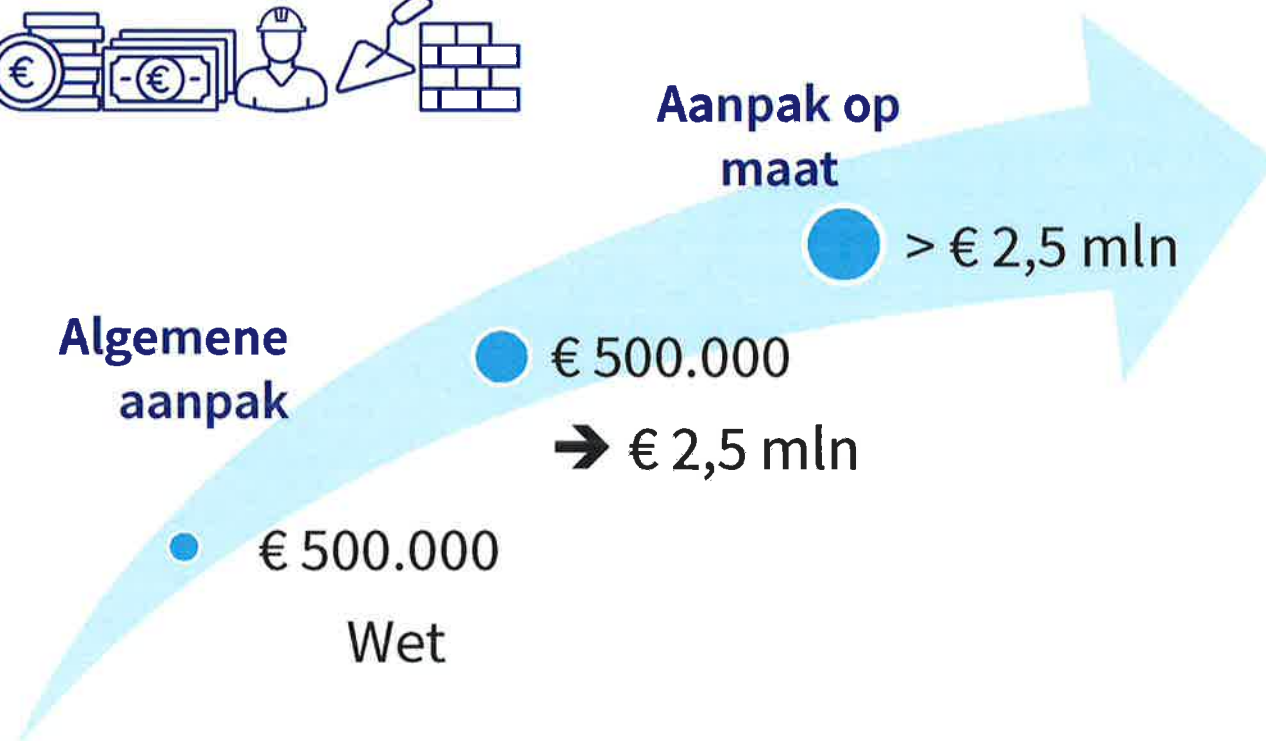 €
-€-
Aanpak op
maat
> € 2,5 mln
Algemene
aanpak
€ 500.000
➔ € 2,5 mln
€ 500.000
Wet